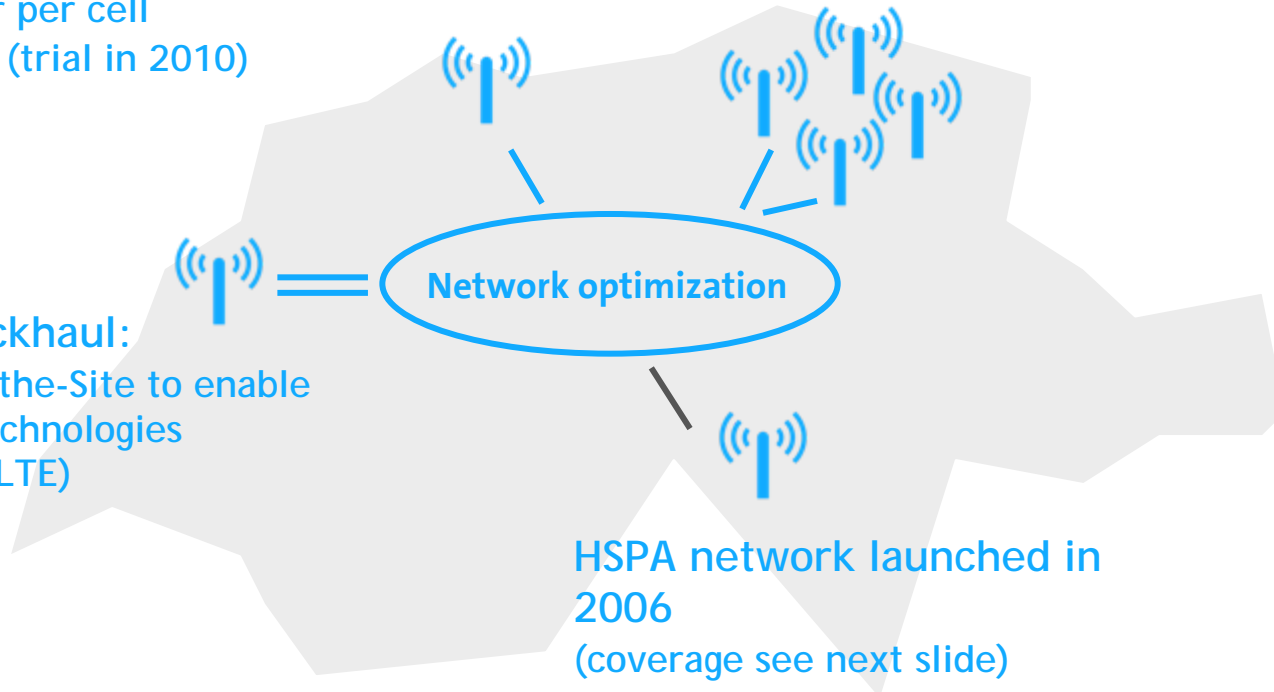 per cell
(trial in 2010)
Network optimization
ckhaul:
the-Site to enable
chnologies
LTE)
HSPA network launched in
2006
(coverage see next slide)